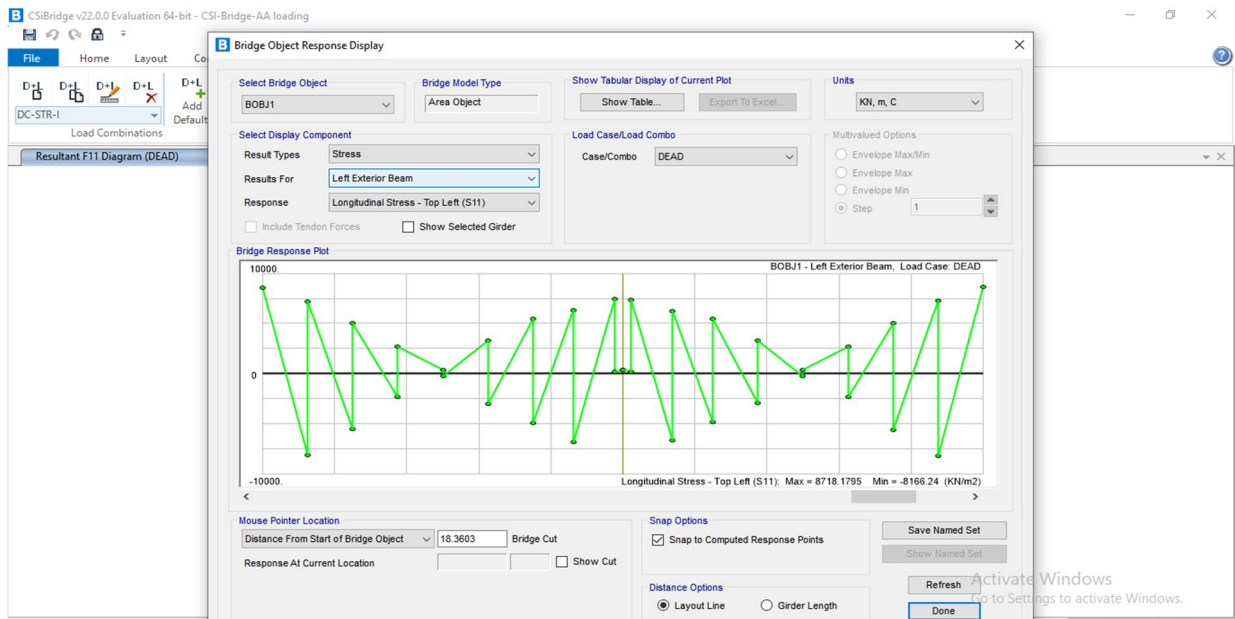 B CSiBridge v22.0.0 Evaluation 64-bit - CSI-Bridge-AA loading
File Home Layout Co
D+L D+L D+L D+L D+L
Add
Default
DC-STR-I
Load Combinations
Resultant F11 Diagram (DEAD)
B Bridge Object Response Display
Select Bridge Object
BOBJ1
Bridge Model Type
Area Object
Show Tabular Display of Current Plot
Show Table...
Export To Excel...
Units
KN, m, C
Select Display Component
Result Types Stress
Results For Left Exterior Beam
Response Longitudinal Stress - Top Left (S11)
Include Tendon Forces Show Selected Girder
Load Case/Load Combo
Case/Combo DEAD
Multivalued Options
Envelope Max/Min
Envelope Max
Envelope Min
Step 1
Bridge Response Plot
10000.
BOBJ1 - Left Exterior Beam, Load Case: DEAD
0
-10000.
Longitudinal Stress - Top Left (S11): Max = 8718.1795 Min = -8166.24 (KN/m2)
Mouse Pointer Location
Distance From Start of Bridge Object 18.3603 Bridge Cut
Response At Current Location Show Cut
Snap Options
Snap to Computed Response Points
Distance Options
Layout Line Girder Length
Save Named Set
Show Named Set
Refresh
Done
Activate Windows
Go to Settings to activate Windows.